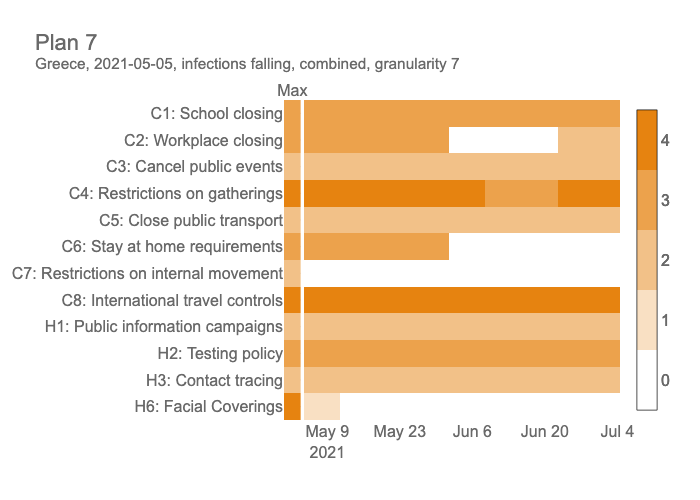 Plan 7
Greece, 2021-05-05, infections falling, combined, granularity 7
Max
C1: School closing
C2: Workplace closing
C3: Cancel public events
C4: Restrictions on gatherings
C5: Close public transport
C6: Stay at home requirements
C7: Restrictions on internal movement
C8: International travel controls
H1: Public information campaigns
H2: Testing policy
H3: Contact tracing
H6: Facial Coverings
4
3
2
1
0
May 9 May 23 Jun 6 Jun 20 Jul 4
2021